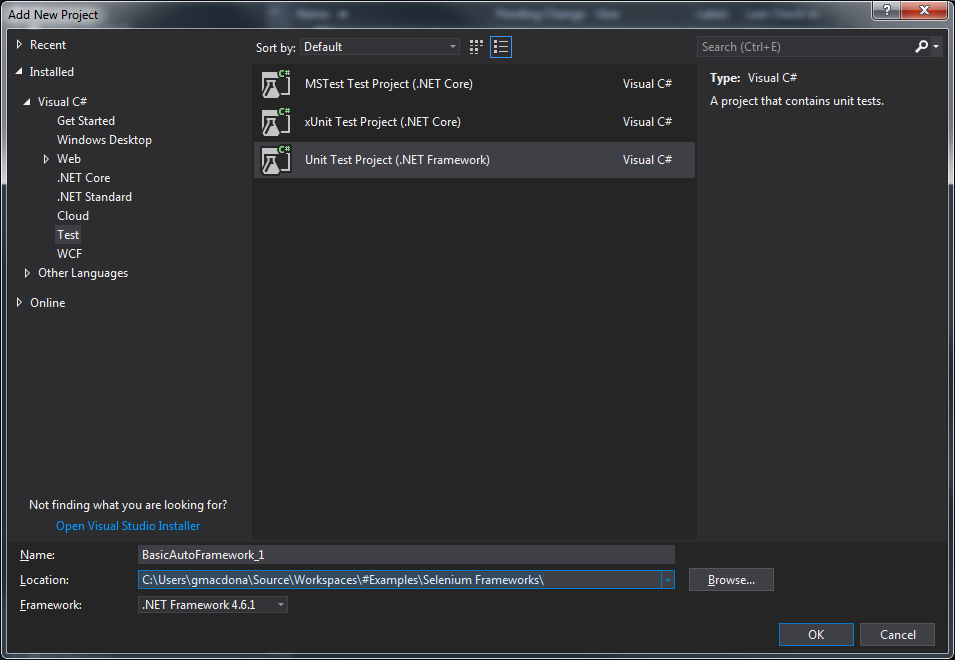 Add New Project
?
Recent
Installed
Visual C#
Get Started
Windows Desktop
Web
.NET Core
.NET Standard
Cloud
Test
WCF
Other Languages
Online
Not finding what you are looking for?
Open Visual Studio Installer
Sort by: Default
C# MSTest Test Project (.NET Core) Visual C#
C# xUnit Test Project (.NET Core) Visual C#
C# Unit Test Project (.NET Framework) Visual C#
Search (Ctrl+E)
Type: Visual C#
A project that contains unit tests.
Name: BasicAutoFramework_1
Location: C:\Users\gmacdona\Source\Workspaces\#Examples\Selenium Frameworks\
Browse...
Framework: .NET Framework 4.6.1
OK Cancel